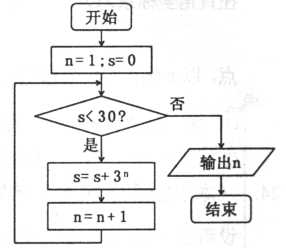 开始
n=1;s=0
s<30?
否
是
s=s+3ⁿ
输出n
n=n+1
结束